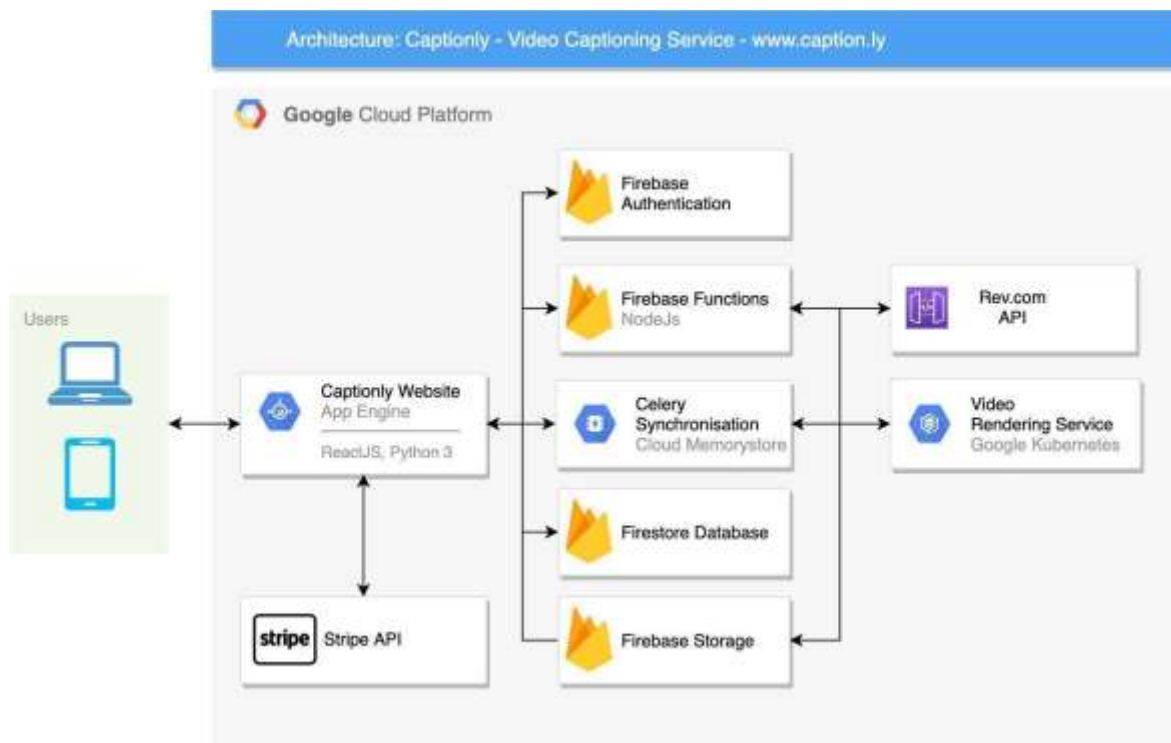 Architecture: Captionly - Video Captioning Service - www.caption.ly
Google Cloud Platform
Users
Captionly Website
App Engine
ReactJS, Python 3
stripe
Stripe API
Firebase
Authentication
Firebase Functions
NodeJs
Celery
Synchronisation
Cloud Memorystore
Firestore Database
Firebase Storage
Rev.com
API
Video
Rendering Service
Google Kubernetes